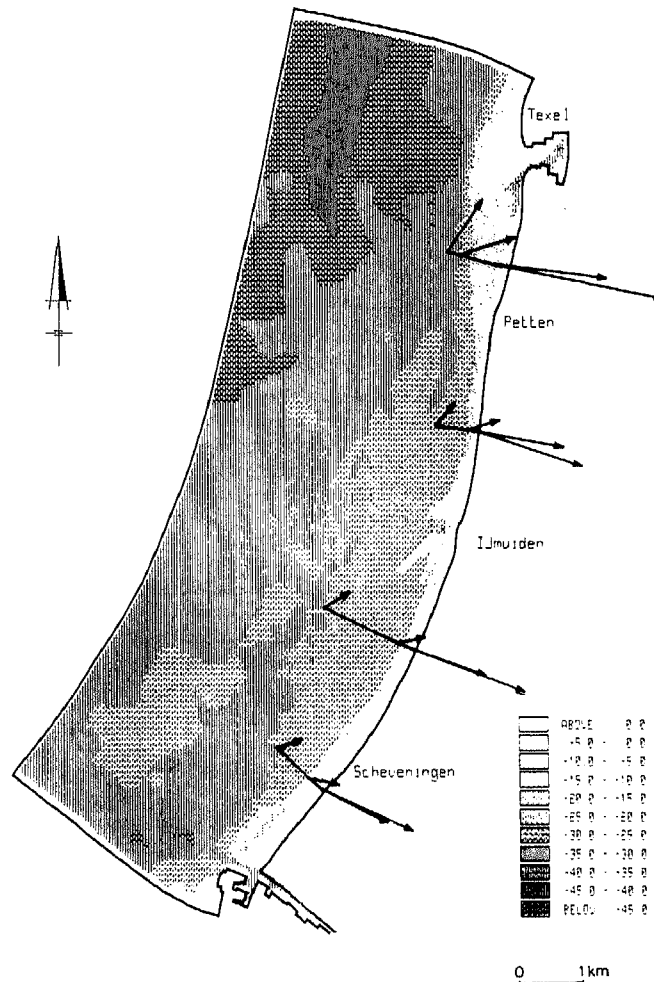 Texel
Petten
IJmuiden
Scheveningen
ABOVE 0.0
-5.0 - 0.0
-10.0 - -5.0
-15.0 - -10.0
-20.0 - -15.0
-25.0 - -20.0
-30.0 - -25.0
-35.0 - -30.0
-40.0 - -35.0
-45.0 - -40.0
BELOW -45.0
0 1km